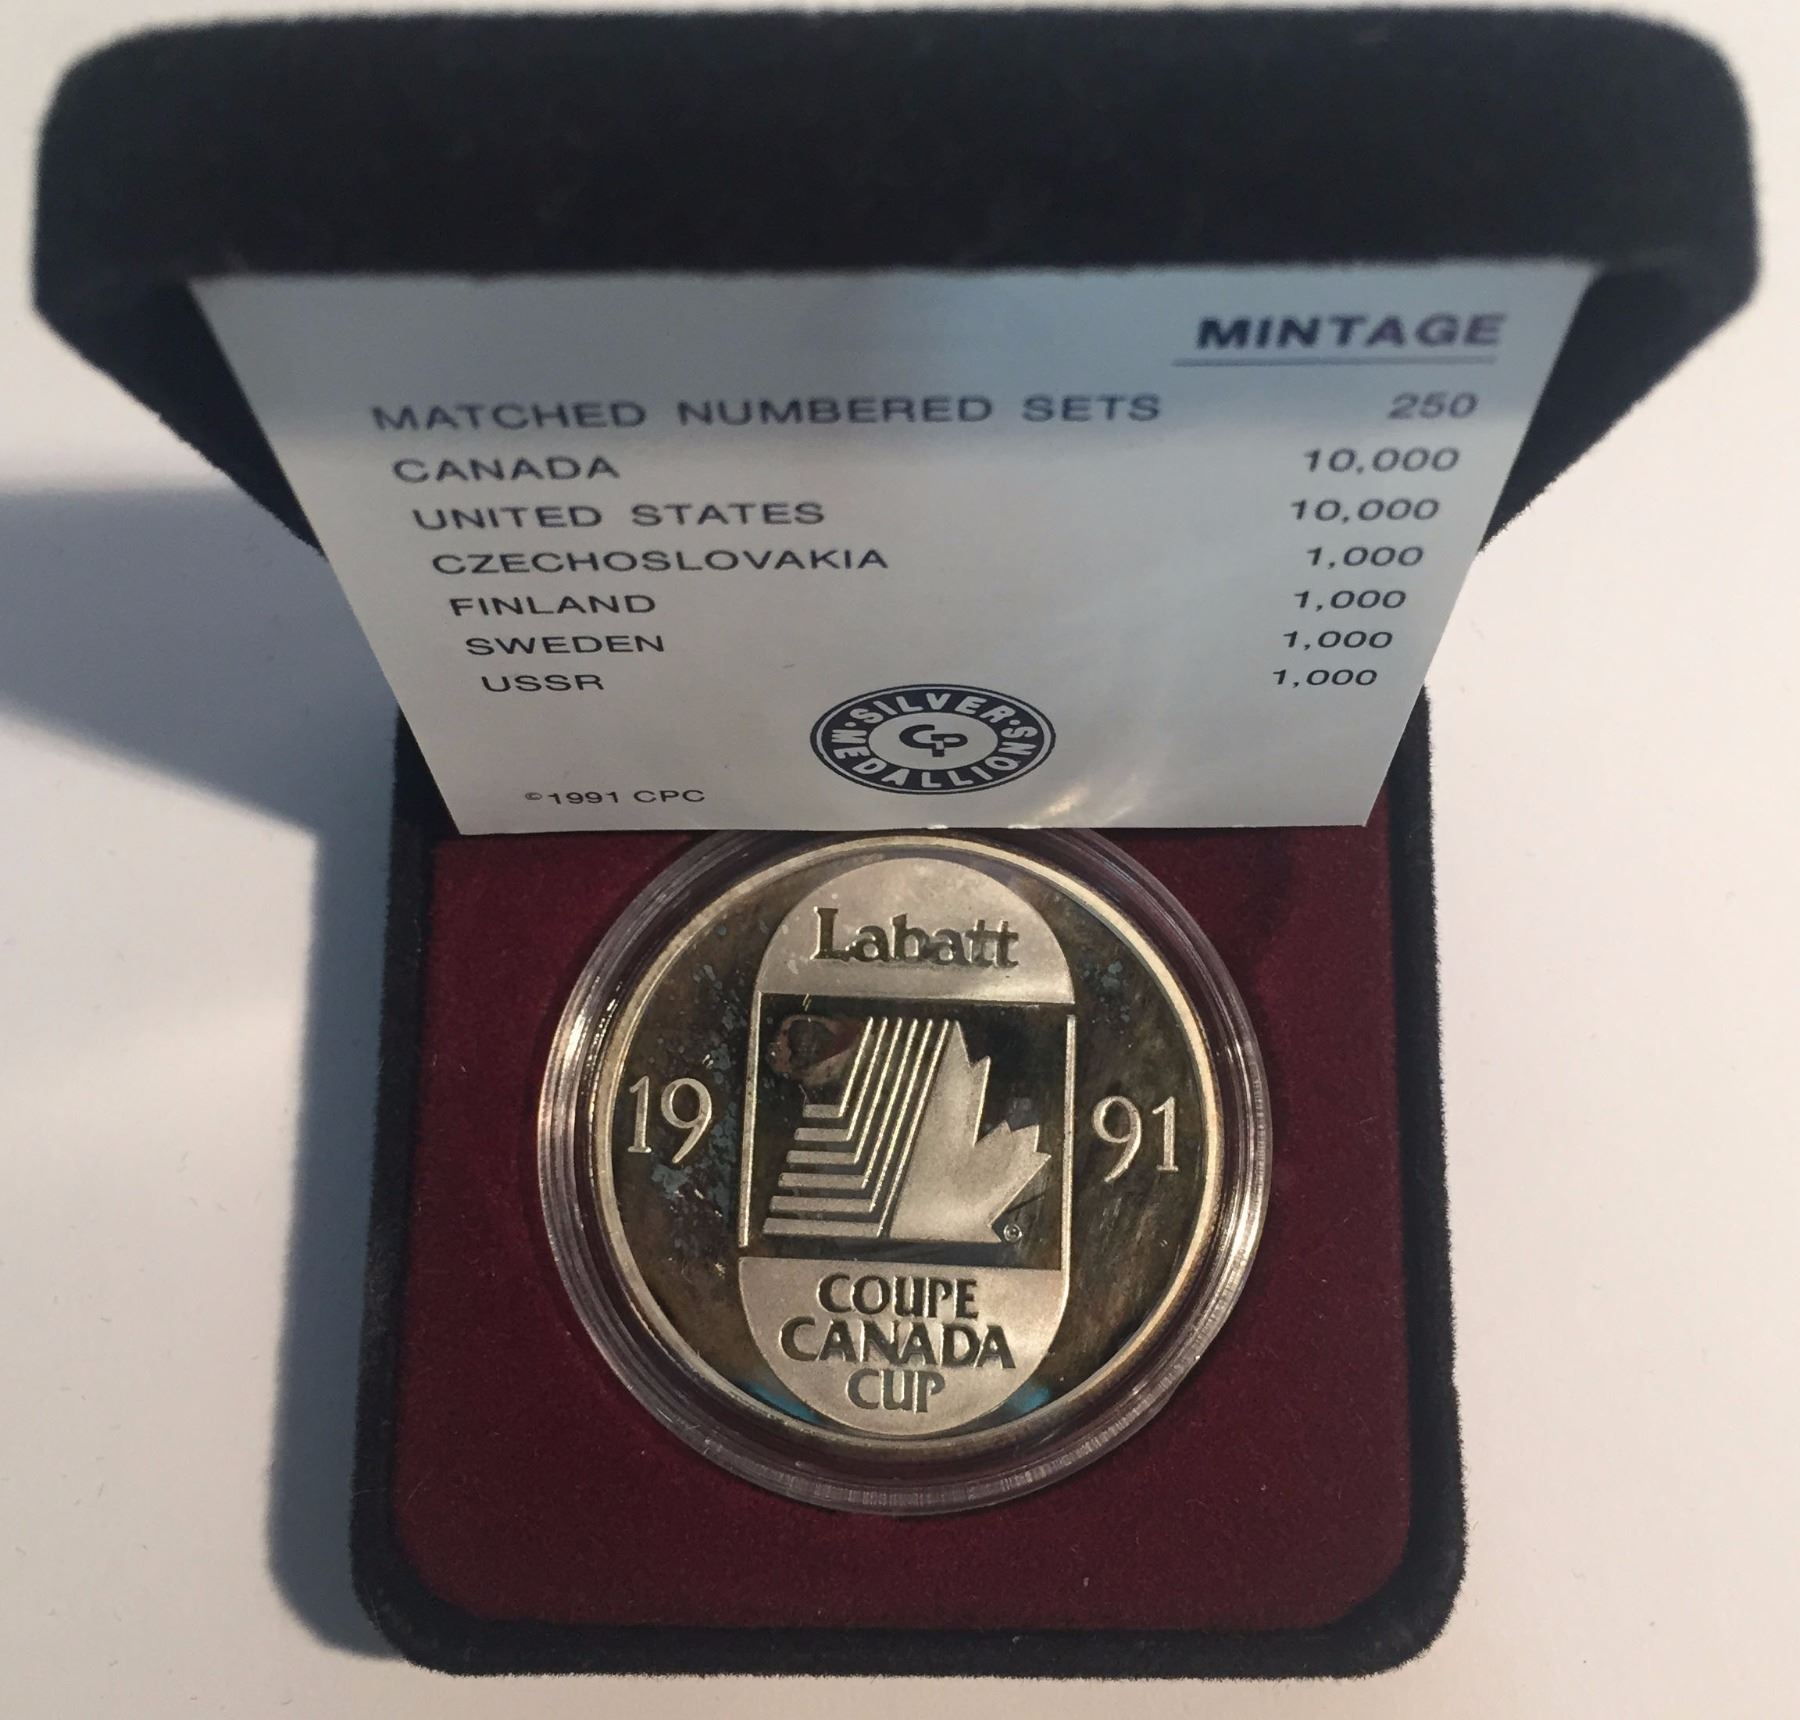 MINTAGE
MATCHED NUMBERED SETS 250
CANADA 10,000
UNITED STATES 10,000
CZECHOSLOVAKIA 1,000
FINLAND 1,000
SWEDEN 1,000
USSR 1,000
·SILVER·
CP
MEDALLIONS
©1991 CPC
Labatt
19 91
©
COUPE
CANADA
CUP